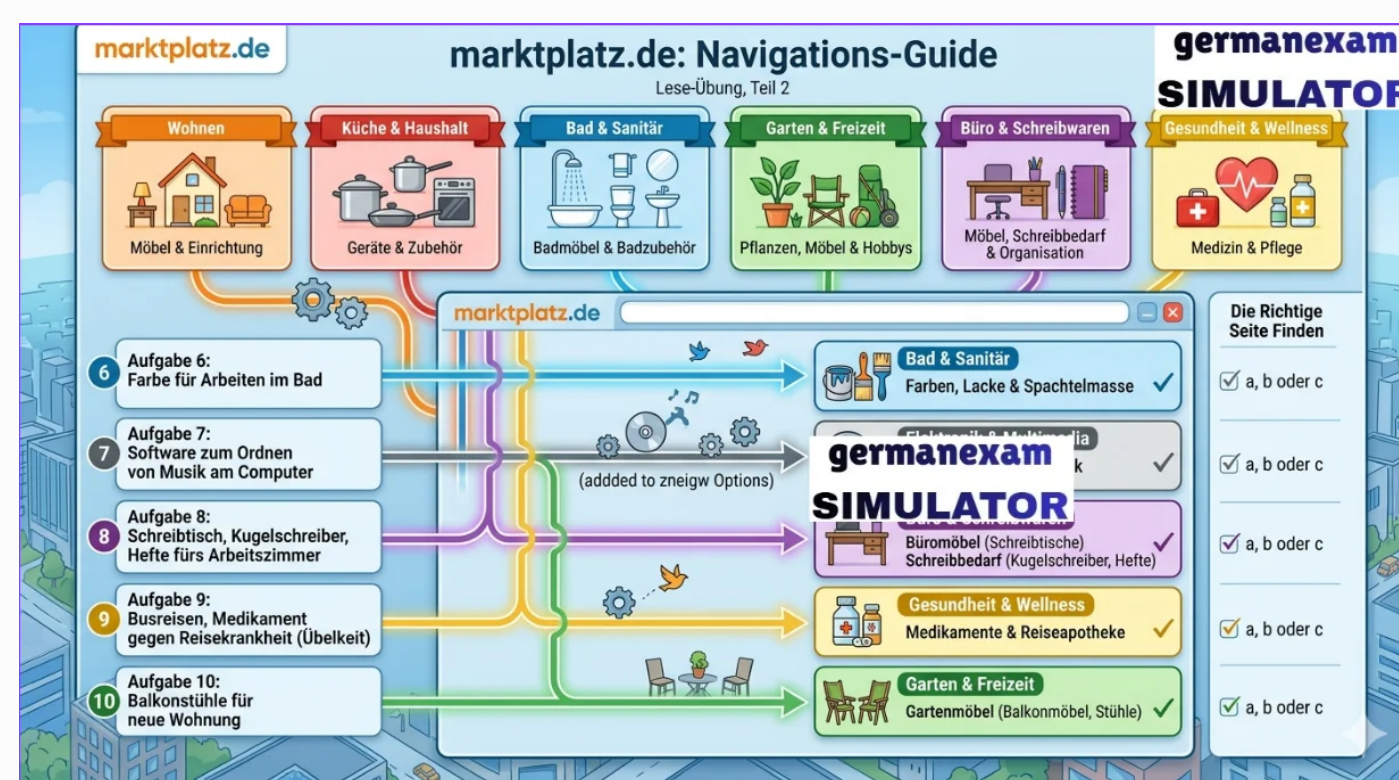 marktplatz.de
marktplatz.de: Navigations-Guide
Lese-Übung, Teil 2
germanexam
SIMULATOR
Wohnen
Möbel & Einrichtung
Küche & Haushalt
Geräte & Zubehör
Bad & Sanitär
Badmöbel & Badzubehör
Garten & Freizeit
Pflanzen, Möbel & Hobbys
Büro & Schreibwaren
Möbel, Schreibbedarf
& Organisation
Gesundheit & Wellness
Medizin & Pflege
marktplatz.de
Die Richtige
Seite Finden
6
Aufgabe 6:
Farbe für Arbeiten im Bad
Bad & Sanitär
Farben, Lacke & Spachtelmasse
a, b oder c
7
Aufgabe 7:
Software zum Ordnen
von Musik am Computer
(addded to zneigw Options)
germanexam
SIMULATOR
a, b oder c
8
Aufgabe 8:
Schreibtisch, Kugelschreiber,
Hefte fürs Arbeitszimmer
Büromöbel (Schreibtische)
Schreibbedarf (Kugelschreiber, Hefte)
a, b oder c
9
Aufgabe 9:
Busreisen, Medikament
gegen Reisekrankheit (Übelkeit)
Gesundheit & Wellness
Medikamente & Reiseapotheke
a, b oder c
10
Aufgabe 10:
Balkonstühle für
neue Wohnung
Garten & Freizeit
Gartenmöbel (Balkonmöbel, Stühle)
a, b oder c